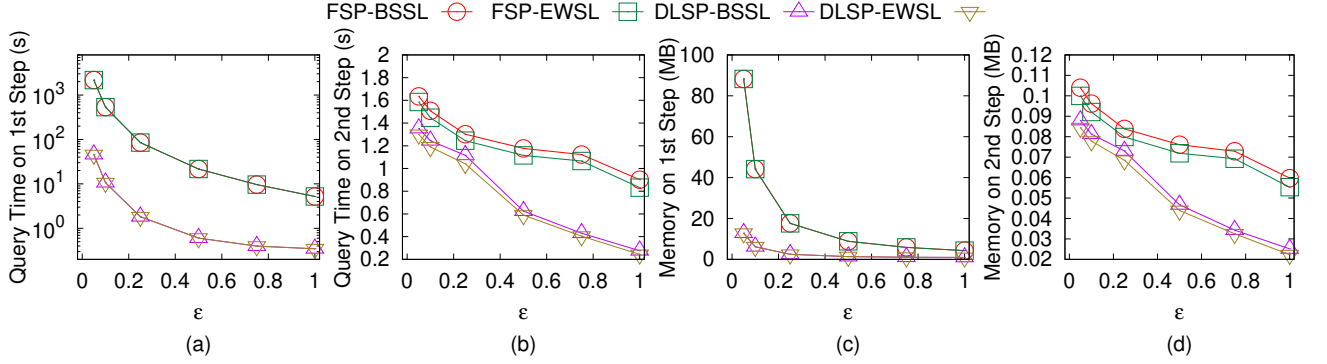 FSP-BSSL FSP-EWSL DLSP-BSSL DLSP-EWSL
Query Time on 1st Step (s)
10^3
10^2
10^1
10^0
0 0.2 0.4 0.6 0.8 1
ε
(a)
Query Time on 2nd Step (s)
2
1.8
1.6
1.4
1.2
1
0.8
0.6
0.4
0.2
0 0.2 0.4 0.6 0.8 1
ε
(b)
Memory on 1st Step (MB)
100
80
60
40
20
0
0 0.2 0.4 0.6 0.8 1
ε
(c)
Memory on 2nd Step (MB)
0.12
0.11
0.1
0.09
0.08
0.07
0.06
0.05
0.04
0.03
0.02
0 0.2 0.4 0.6 0.8 1
ε
(d)